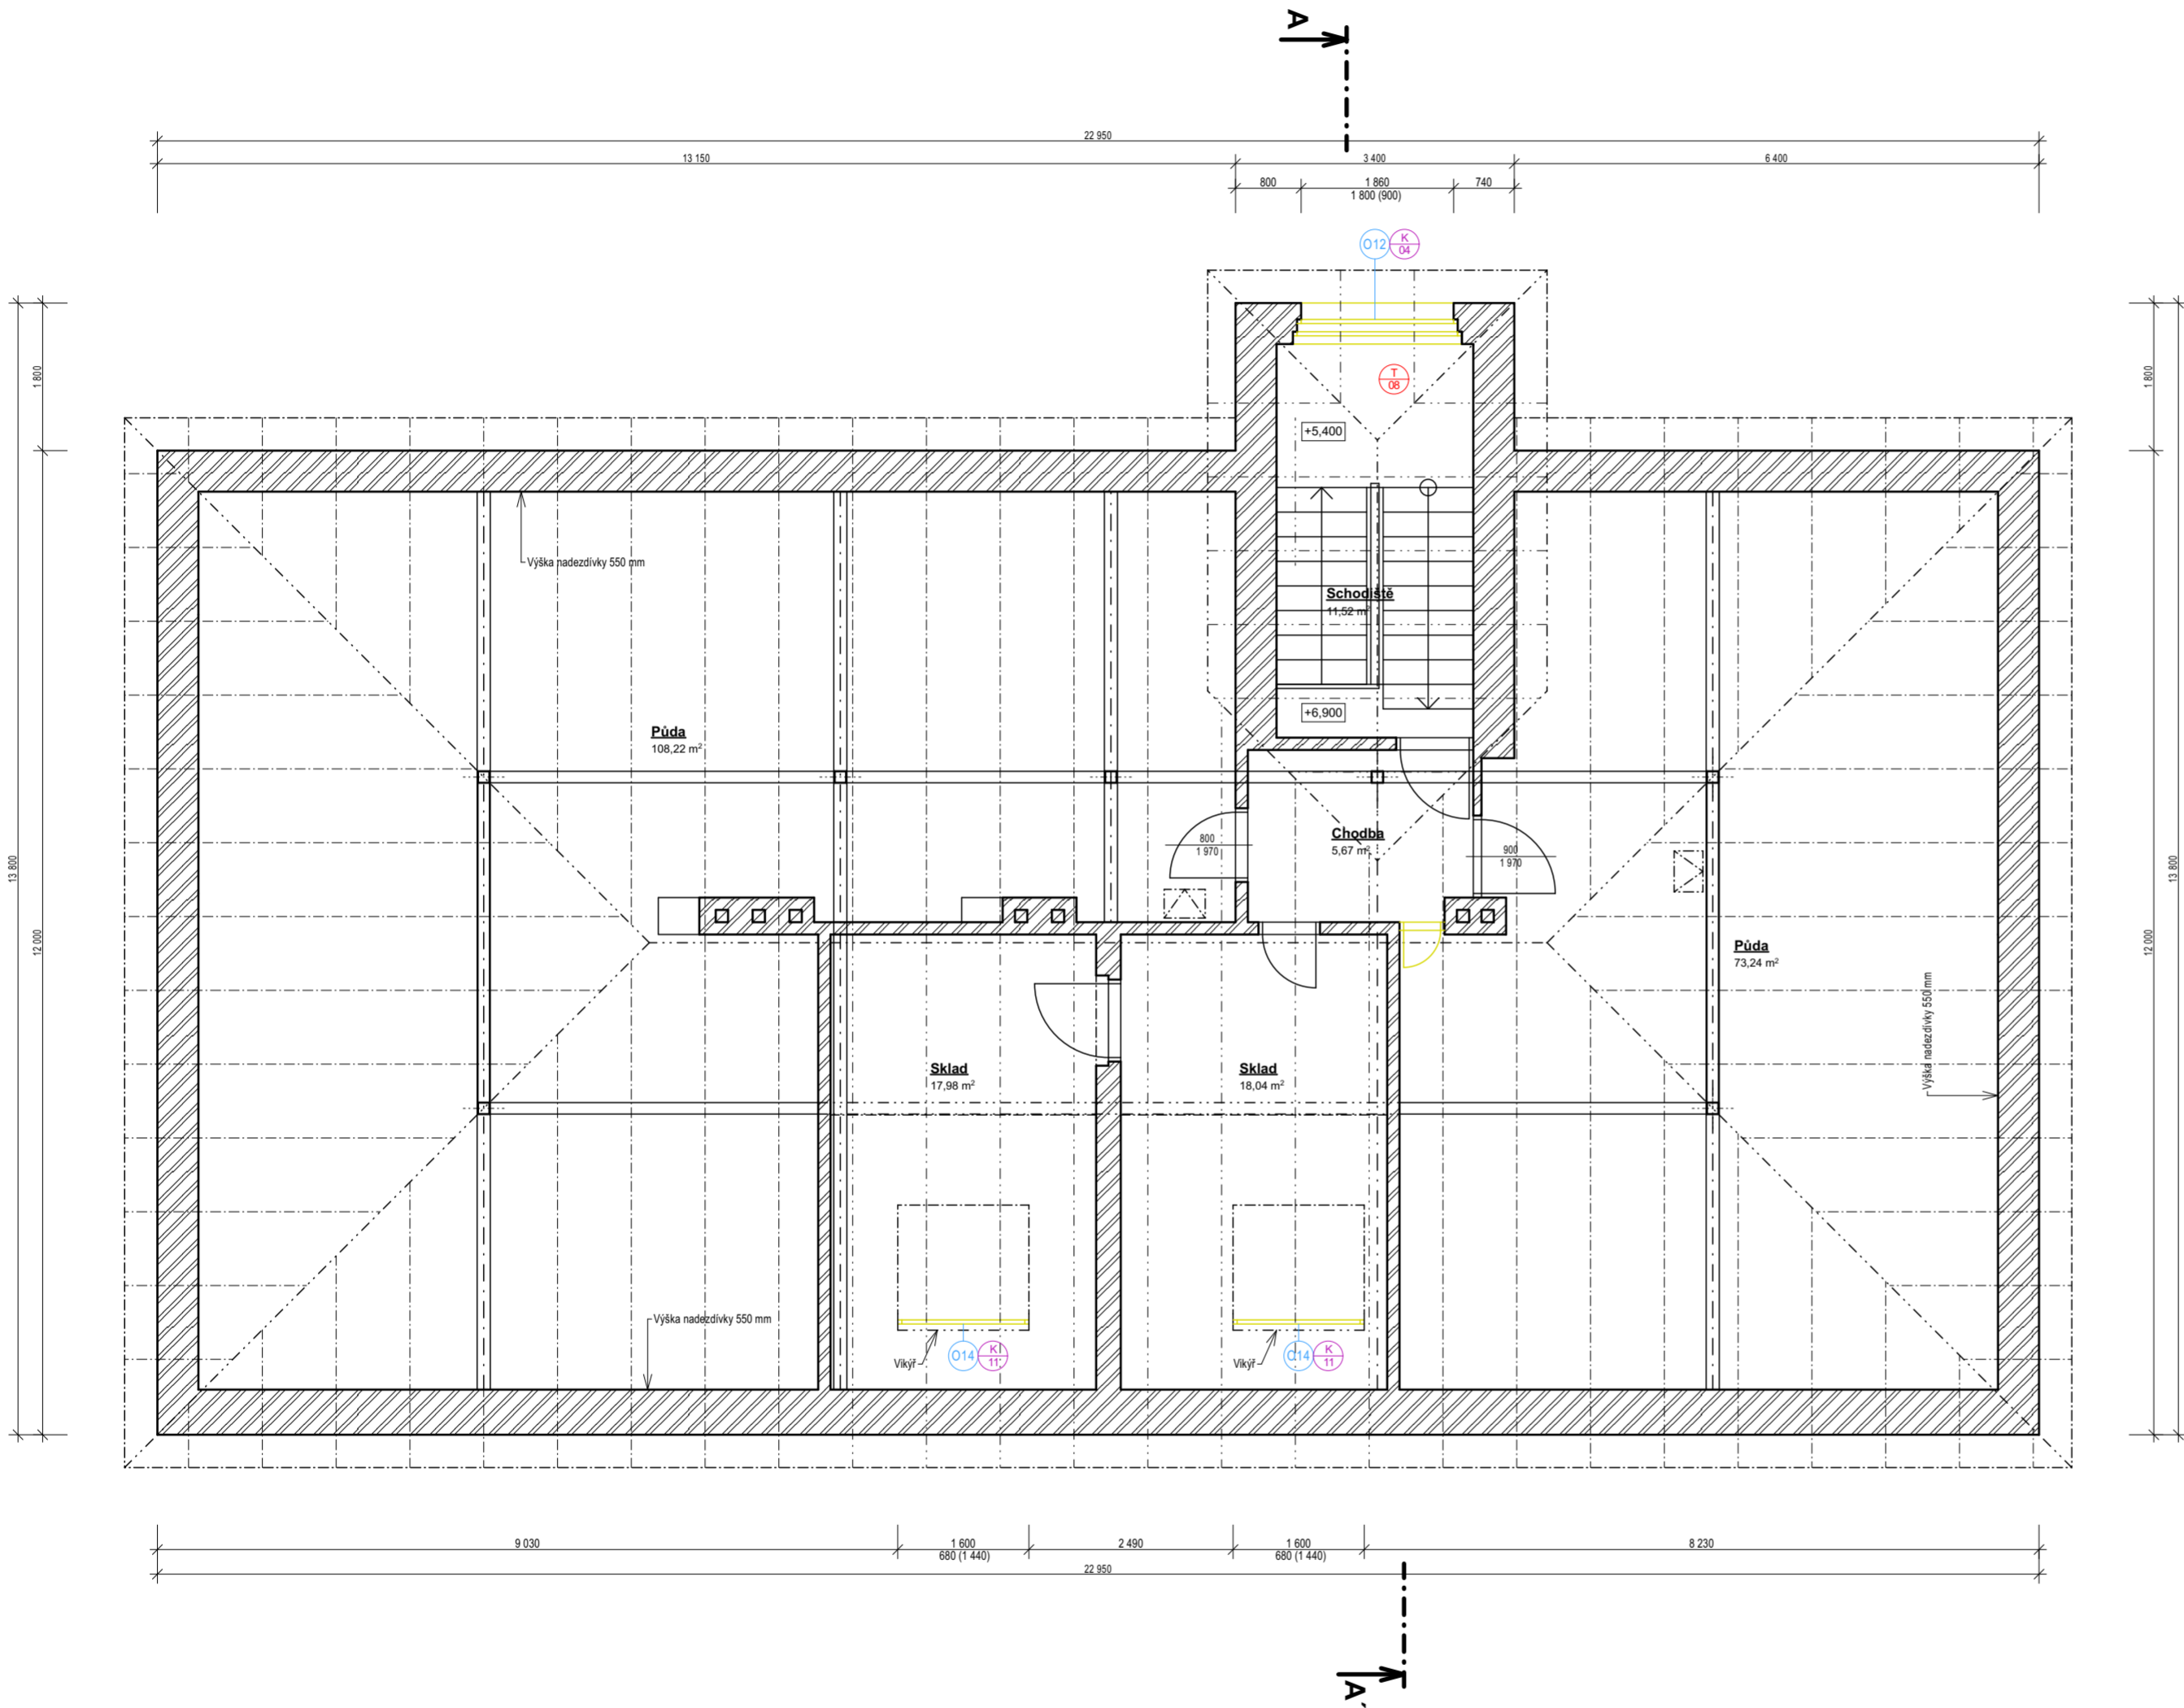 A
22 950
13 150
3 400
6 400
800
1 860
740
1 800 (900)
O12
K
04
1 800
1 800
T
08
+5,400
Výška nadezdívky 550 mm
Schodiště
11,52 m²
+6,900
Půda
108,22 m²
Chodba
5,67 m²
800
1 970
900
1 970
13 800
12 000
12 000
13 800
Půda
73,24 m²
Výška nadezdívky 550 mm
Sklad
17,98 m²
Sklad
18,04 m²
Výška nadezdívky 550 mm
Vikýř
O14
K
11
Vikýř
O14
K
11
9 030
1 600
680 (1 440)
2 490
1 600
680 (1 440)
8 230
22 950
A'